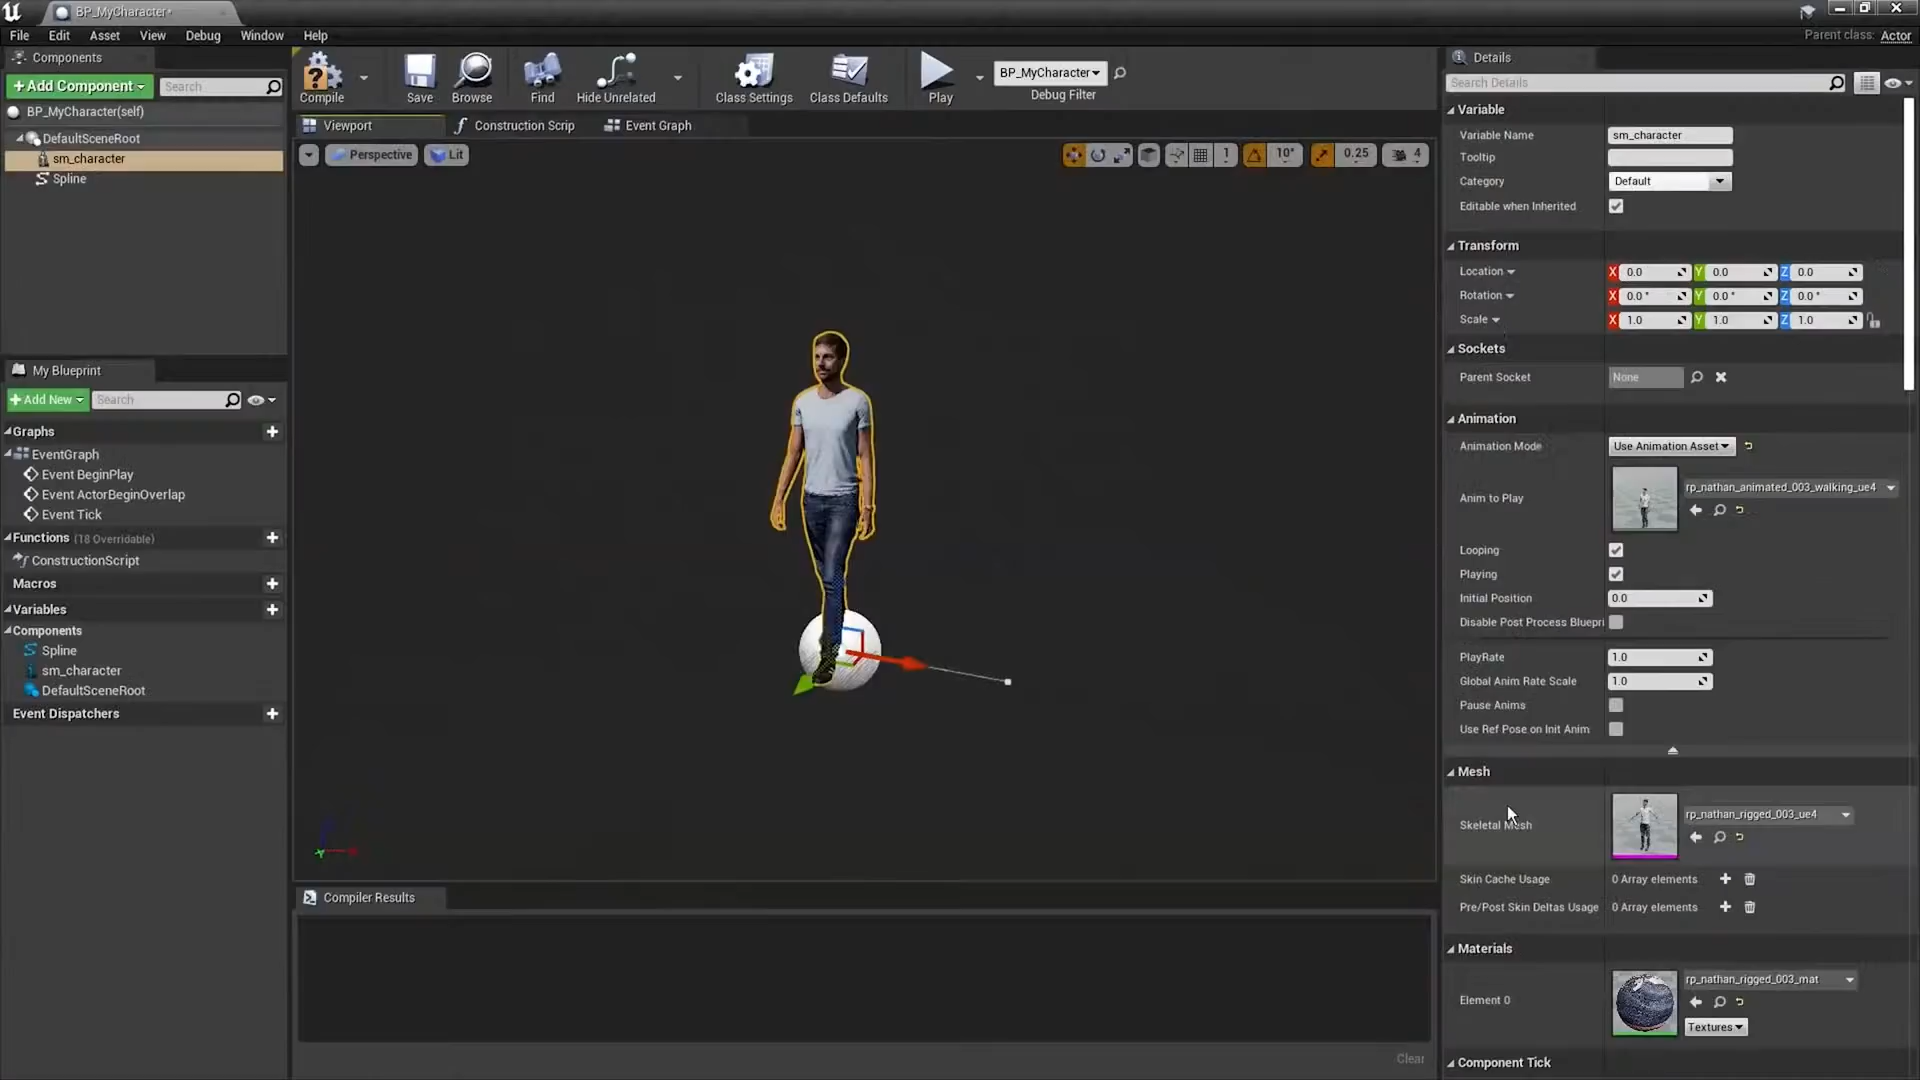 BP_MyCharacter*
File Edit Asset View Debug Window Help
Parent class: Actor
Components
+Add Component
Search
BP_MyCharacter(self)
DefaultSceneRoot
sm_character
Spline
My Blueprint
+Add New
Search
Graphs
EventGraph
Event BeginPlay
Event ActorBeginOverlap
Event Tick
Functions (18 Overridable)
ConstructionScript
Macros
Variables
Components
Spline
sm_character
DefaultSceneRoot
Event Dispatchers
Compile
Save
Browse
Find
Hide Unrelated
Class Settings
Class Defaults
Play
BP_MyCharacter
Debug Filter
Viewport
Construction Scrip
Event Graph
Perspective
Lit
1
10°
0.25
4
Compiler Results
Clear
Details
Search Details
Variable
Variable Name sm_character
Tooltip
Category Default
Editable when Inherited
Transform
Location X 0.0 Y 0.0 Z 0.0
Rotation X 0.0 ° Y 0.0 ° Z 0.0 °
Scale X 1.0 Y 1.0 Z 1.0
Sockets
Parent Socket None
Animation
Animation Mode Use Animation Asset
Anim to Play rp_nathan_animated_003_walking_ue4
Looping
Playing
Initial Position 0.0
Disable Post Process Bluepri
PlayRate 1.0
Global Anim Rate Scale 1.0
Pause Anims
Use Ref Pose on Init Anim
Mesh
Skeletal Mesh rp_nathan_rigged_003_ue4
Skin Cache Usage 0 Array elements
Pre/Post Skin Deltas Usage 0 Array elements
Materials
Element 0 rp_nathan_rigged_003_mat
Textures
Component Tick